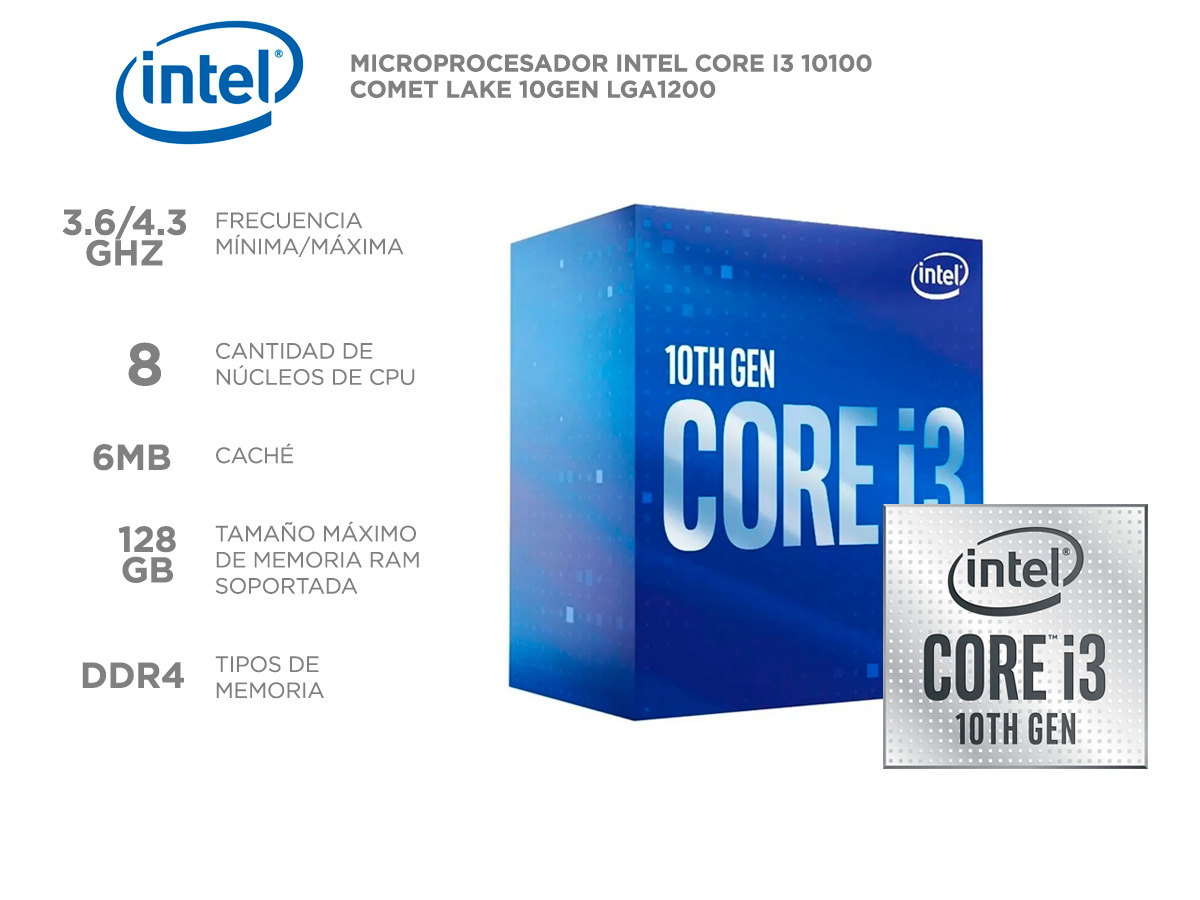 intel®
MICROPROCESADOR INTEL CORE I3 10100
COMET LAKE 10GEN LGA1200
3.6/4.3
GHZ
FRECUENCIA
MÍNIMA/MÁXIMA
8
CANTIDAD DE
NÚCLEOS DE CPU
6MB
CACHÉ
128
GB
TAMAÑO MÁXIMO
DE MEMORIA RAM
SOPORTADA
DDR4
TIPOS DE
MEMORIA
intel
10TH GEN
CORE i3
intel®
CORE™ i3
10TH GEN